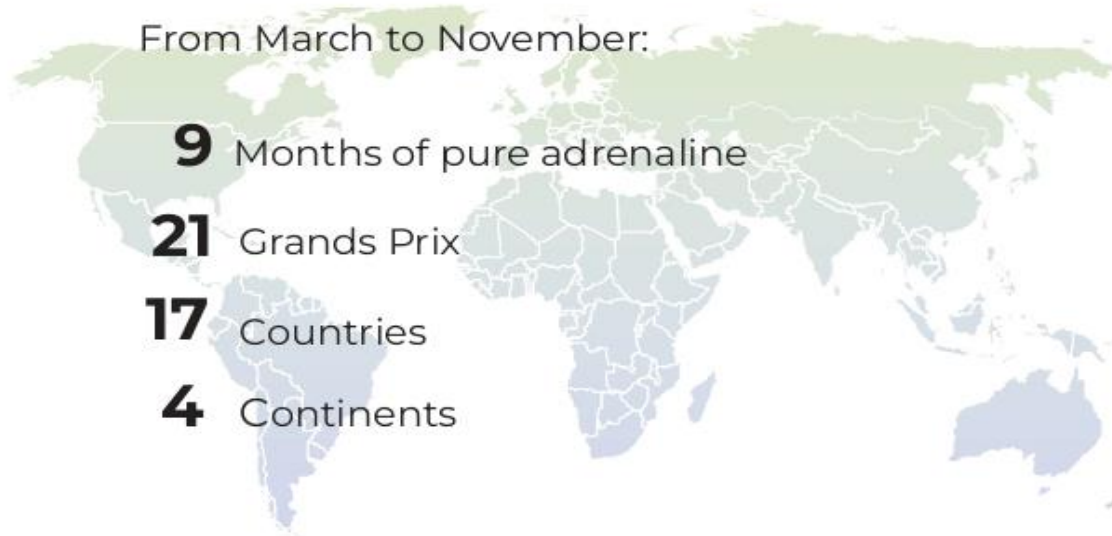 From March to November:
9 Months of pure adrenaline
21 Grands Prix
17 Countries
4 Continents